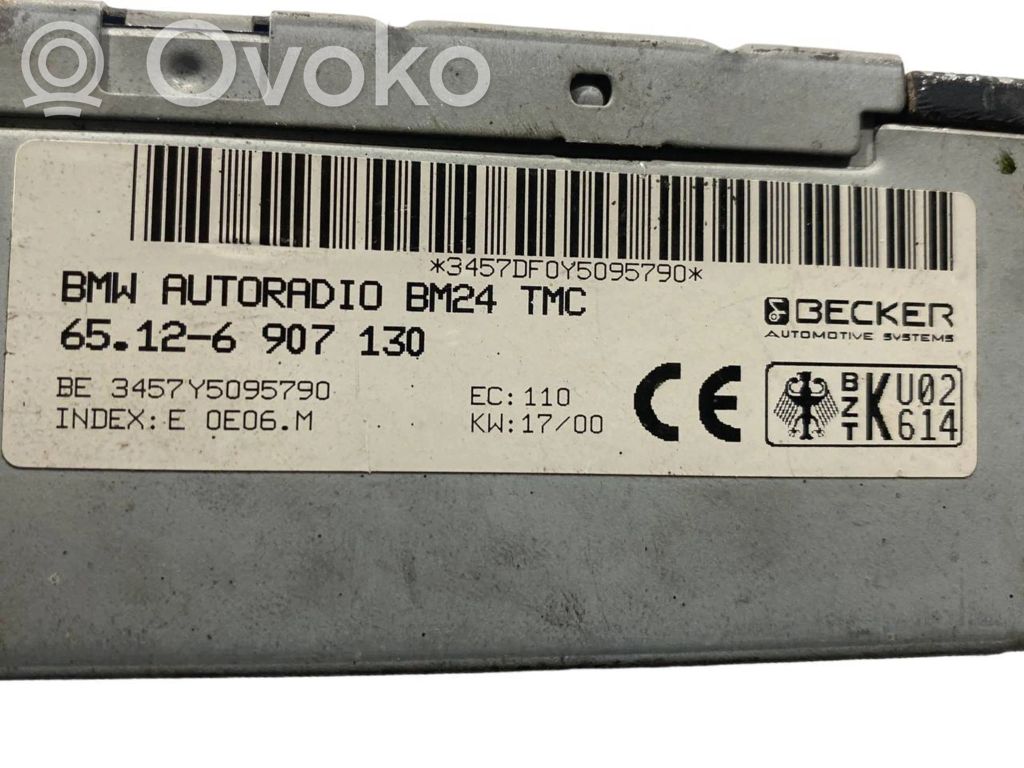 Ovoko
*3457DF0Y5095790*
BMW AUTORADIO BM24 TMC
65.12-6 907 130
BECKER
AUTOMOTIVE SYSTEMS
BE 3457Y5095790
INDEX: E 0E06.M
EC: 110
KW: 17/00
CE
BZT
K U02
614